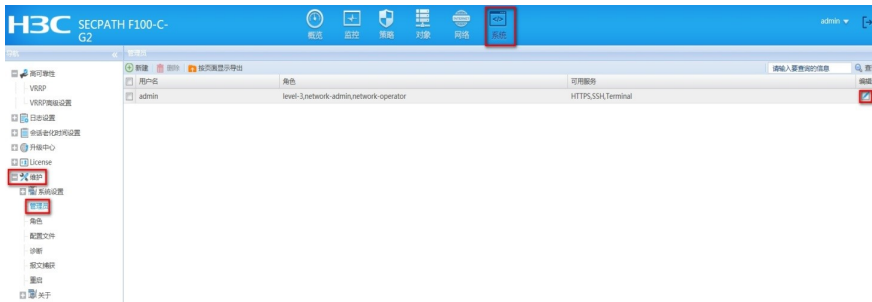 H3C SECPATH F100-C-G2
概览 监控 策略 对象 网络 系统
admin
管理员
高可靠性
VRRP
VRRP高级设置
日志设置
会话老化时间设置
升级中心
License
维护
系统设置
管理员
角色
配置文件
诊断
报文捕获
重启
关于
新建 删除 按页面显示导出 请输入要查询的信息 查
用户名 角色 可用服务 编辑
admin level-3,network-admin,network-operator HTTPS,SSH,Terminal